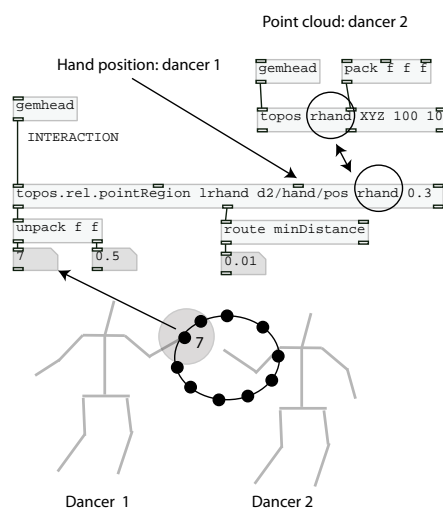 Point cloud: dancer 2
Hand position: dancer 1
gemhead
pack f f f
gemhead
topos rhand XYZ 100 10
INTERACTION
topos.rel.pointRegion lrhand d2/hand/pos rhand 0.3
unpack f f
route minDistance
7
0.5
0.01
7
Dancer 1
Dancer 2